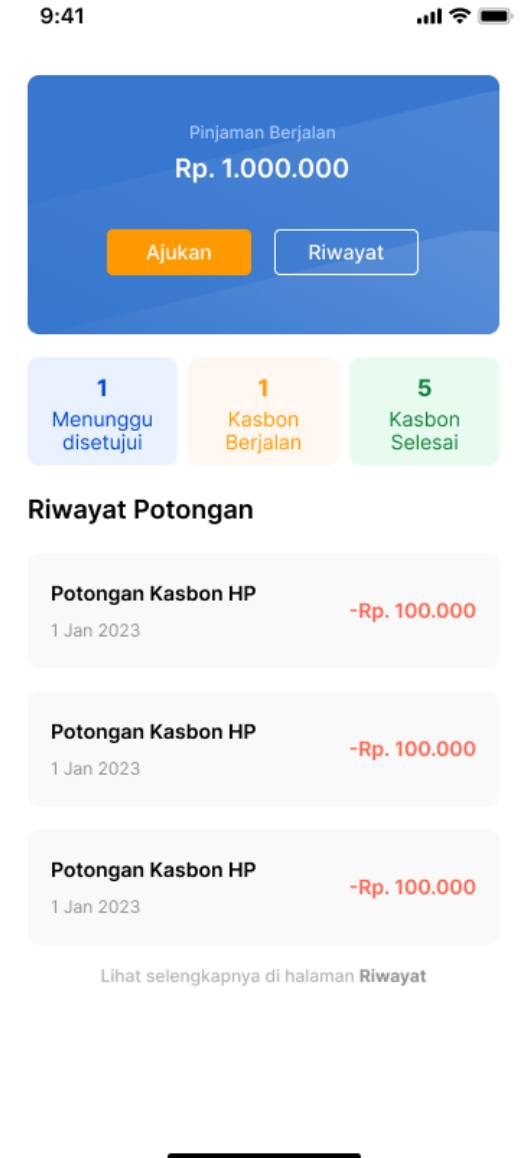 9:41
Pinjaman Berjalan
Rp. 1.000.000
Ajukan
Riwayat
1
Menunggu
disetujui
1
Kasbon
Berjalan
5
Kasbon
Selesai
Riwayat Potongan
Potongan Kasbon HP
1 Jan 2023
-Rp. 100.000
Potongan Kasbon HP
1 Jan 2023
-Rp. 100.000
Potongan Kasbon HP
1 Jan 2023
-Rp. 100.000
Lihat selengkapnya di halaman Riwayat